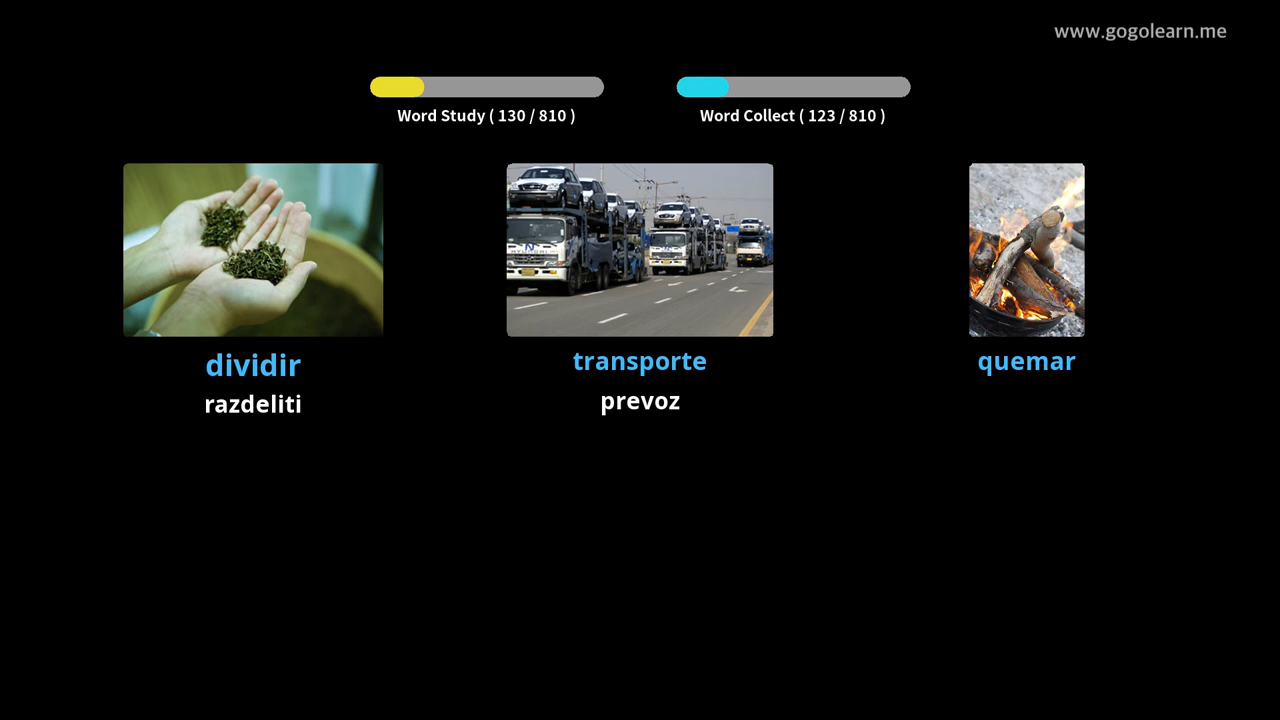 www.gogolearn.me
Word Study ( 130 / 810 )
Word Collect ( 123 / 810 )
dividir
transporte
quemar
razdeliti
prevoz